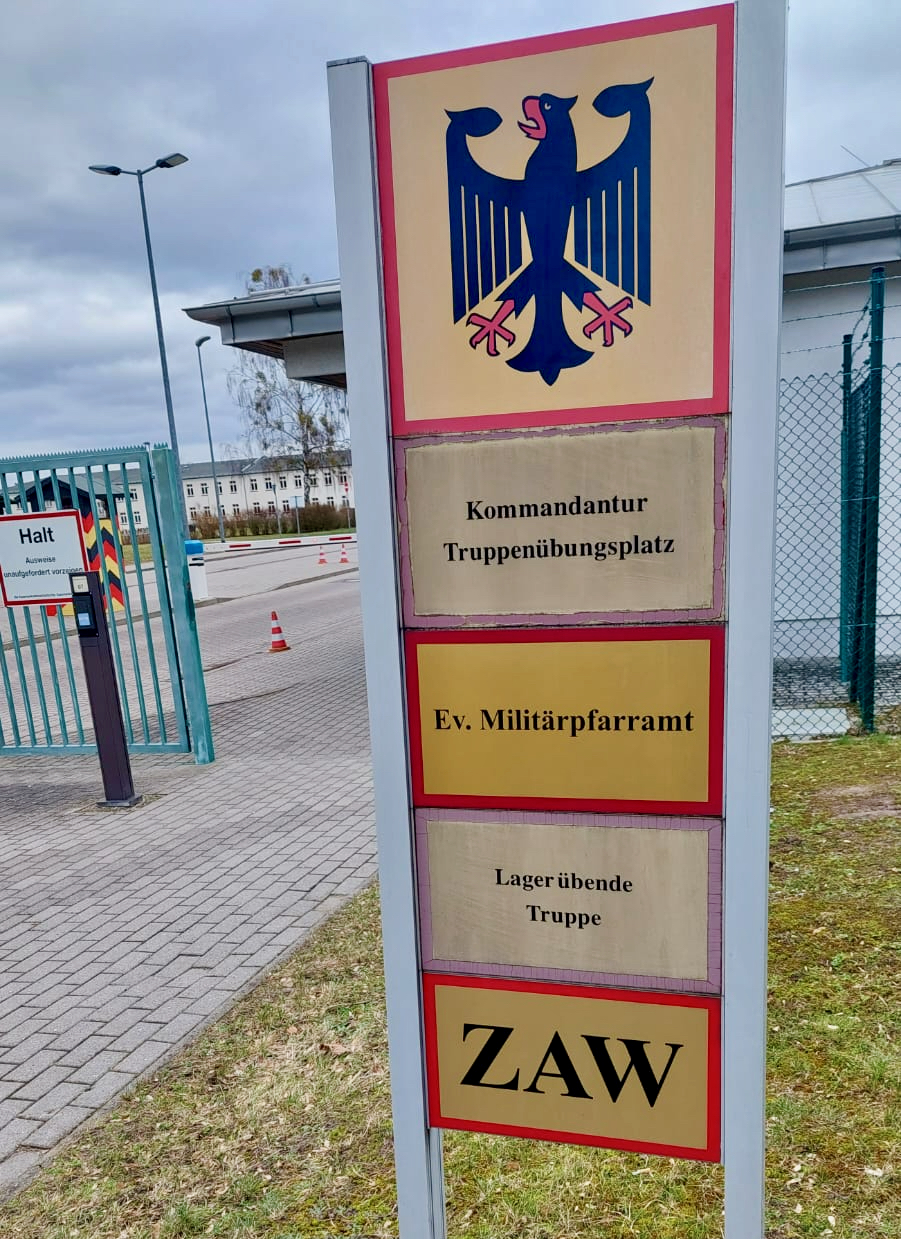 Halt
Ausweise
unaufgefordert vorzeigen
Kommandantur
Truppenübungsplatz
Ev. Militärpfarramt
Lager übende
Truppe
ZAW